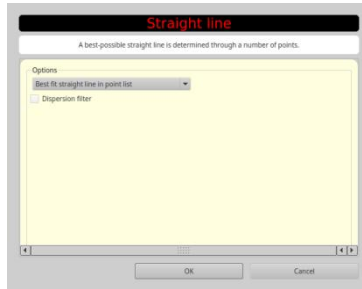 Straight line
A best-possible straight line is determined through a number of points.
Options
Best fit straight line in point list
Dispersion filter
OK
Cancel